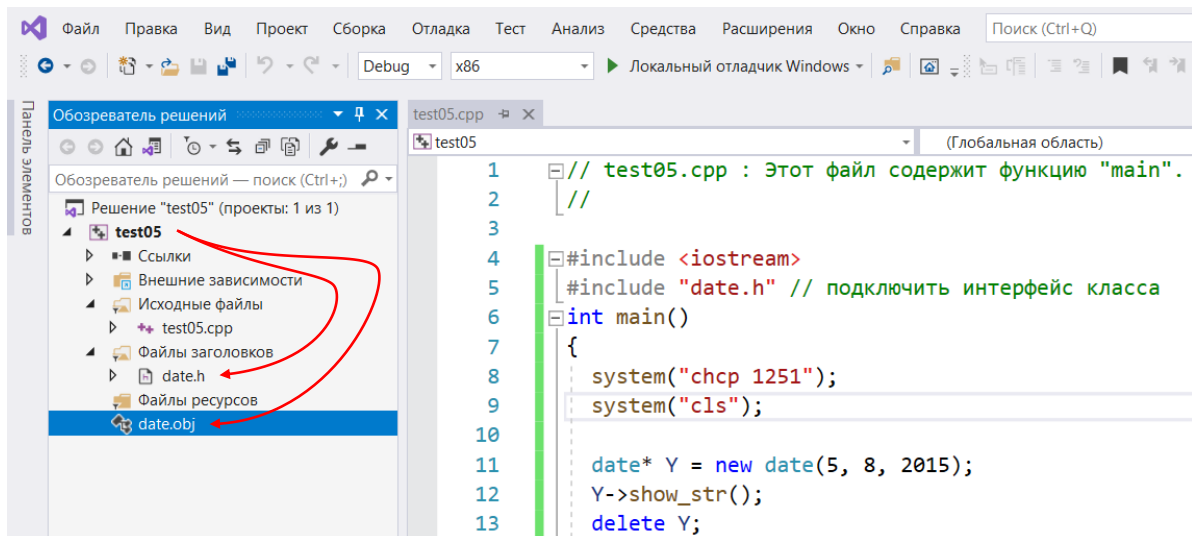 Файл Правка Вид Проект Сборка Отладка Тест Анализ Средства Расширения Окно Справка Поиск (Ctrl+Q)
Debug x86 Локальный отладчик Windows
Панель элементов
Обозреватель решений
Обозреватель решений — поиск (Ctrl+;)
Решение "test05" (проекты: 1 из 1)
test05
Ссылки
Внешние зависимости
Исходные файлы
test05.cpp
Файлы заголовков
date.h
Файлы ресурсов
date.obj
test05.cpp
test05 (Глобальная область)
1 // test05.cpp : Этот файл содержит функцию "main".
2 //
3
4 #include <iostream>
5 #include "date.h" // подключить интерфейс класса
6 int main()
7 {
8 system("chcp 1251");
9 system("cls");
10
11 date* Y = new date(5, 8, 2015);
12 Y->show_str();
13 delete Y;